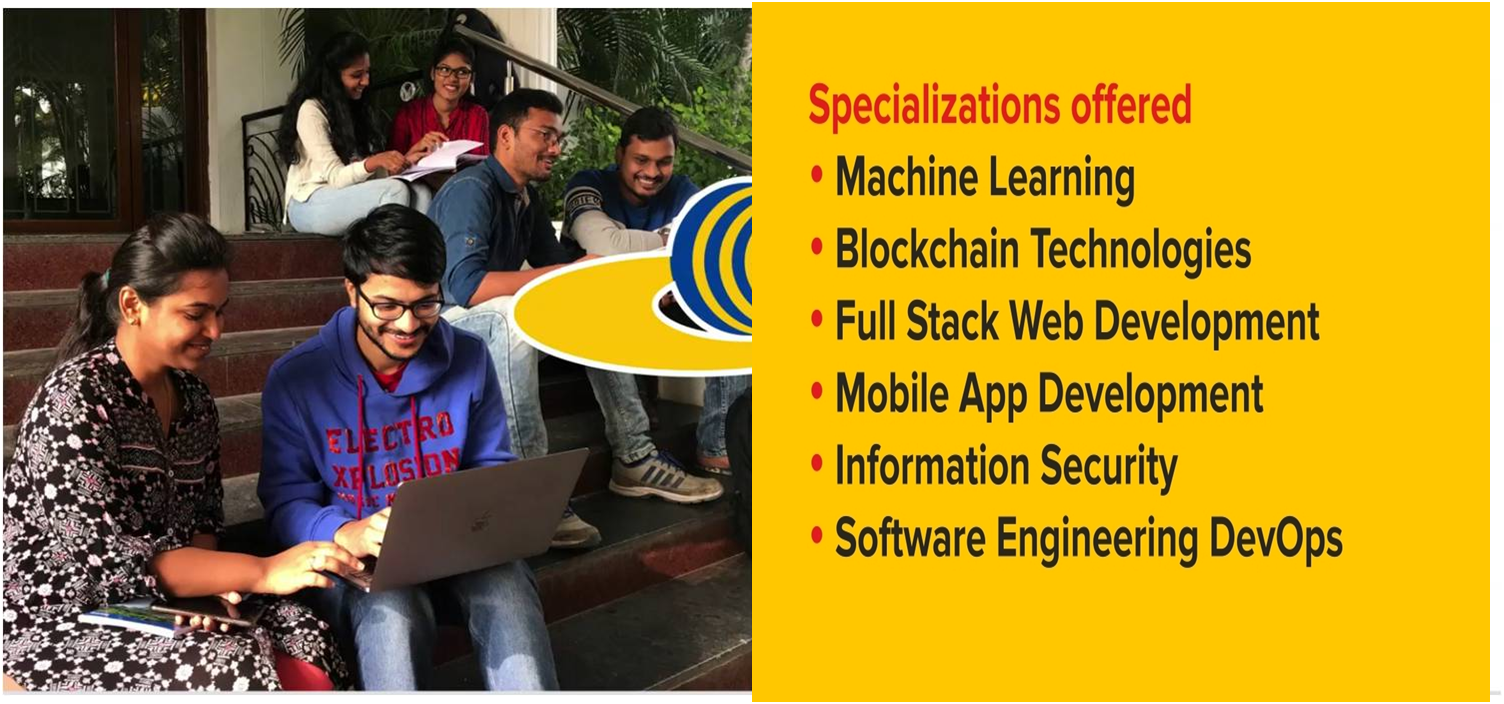 ELECTRO
XPLOSION
Specializations offered
• Machine Learning
• Blockchain Technologies
• Full Stack Web Development
• Mobile App Development
• Information Security
• Software Engineering DevOps